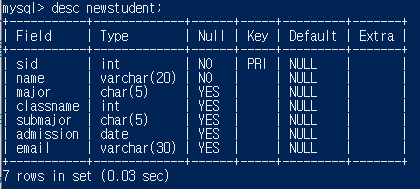 mysql> desc newstudent;
+-----------+-------------+------+-----+---------+-------+
| Field     | Type        | Null | Key | Default | Extra |
+-----------+-------------+------+-----+---------+-------+
| sid       | int         | NO   | PRI | NULL    |       |
| name      | varchar(20) | NO   |     | NULL    |       |
| major     | char(5)     | YES  |     | NULL    |       |
| classname | int         | YES  |     | NULL    |       |
| submajor  | char(5)     | YES  |     | NULL    |       |
| admission | date        | YES  |     | NULL    |       |
| email     | varchar(30) | YES  |     | NULL    |       |
+-----------+-------------+------+-----+---------+-------+
7 rows in set (0.03 sec)